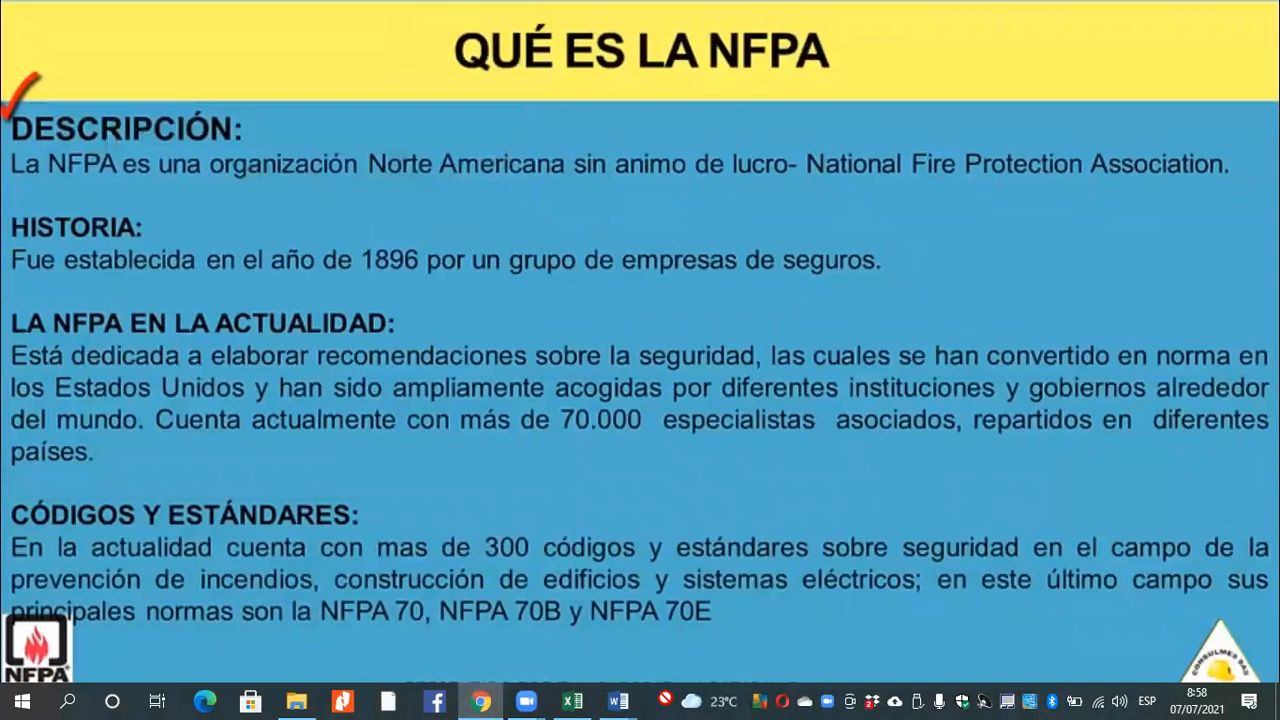 QUÉ ES LA NFPA
DESCRIPCIÓN:
La NFPA es una organización Norte Americana sin animo de lucro- National Fire Protection Association.
HISTORIA:
Fue establecida en el año de 1896 por un grupo de empresas de seguros.
LA NFPA EN LA ACTUALIDAD:
Está dedicada a elaborar recomendaciones sobre la seguridad, las cuales se han convertido en norma en
los Estados Unidos y han sido ampliamente acogidas por diferentes instituciones y gobiernos alrededor
del mundo. Cuenta actualmente con más de 70.000 especialistas asociados, repartidos en diferentes
países.
CÓDIGOS Y ESTÁNDARES:
En la actualidad cuenta con mas de 300 códigos y estándares sobre seguridad en el campo de la
prevención de incendios, construcción de edificios y sistemas eléctricos; en este último campo sus
principales normas son la NFPA 70, NFPA 70B y NFPA 70E
NFPA
CONSULMES SAS
23°C
ESP
8:58
07/07/2021